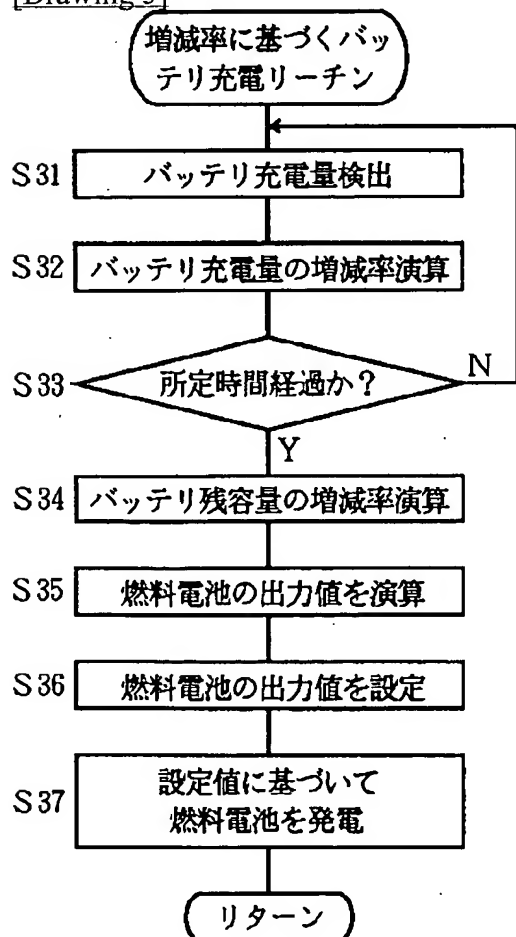 [Drawing 5]
増減率に基づくバッ
テリ充電リーチン
S31 バッテリ充電量検出
S32 バッテリ充電量の増減率演算
S33 所定時間経過か? N
Y
S34 バッテリ残容量の増減率演算
S35 燃料電池の出力値を演算
S36 燃料電池の出力値を設定
S37 設定値に基づいて
燃料電池を発電
リターン